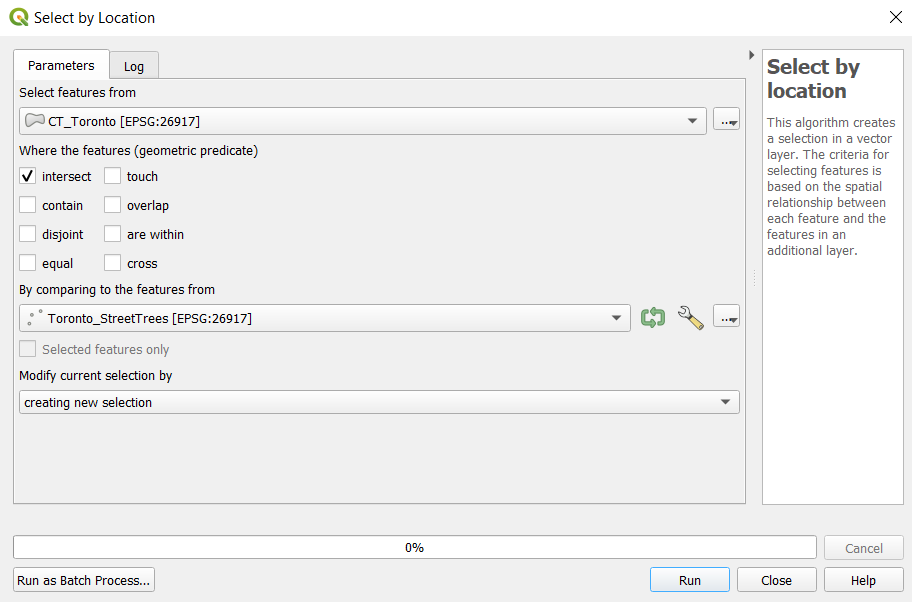 Select by Location
Parameters
Log
Select features from
CT_Toronto [EPSG:26917]
...
Where the features (geometric predicate)
intersect
touch
contain
overlap
disjoint
are within
equal
cross
By comparing to the features from
Toronto_StreetTrees [EPSG:26917]
...
Selected features only
Modify current selection by
creating new selection
Select by
location
This algorithm creates
a selection in a vector
layer. The criteria for
selecting features is
based on the spatial
relationship between
each feature and the
features in an
additional layer.
0%
Cancel
Run as Batch Process...
Run
Close
Help